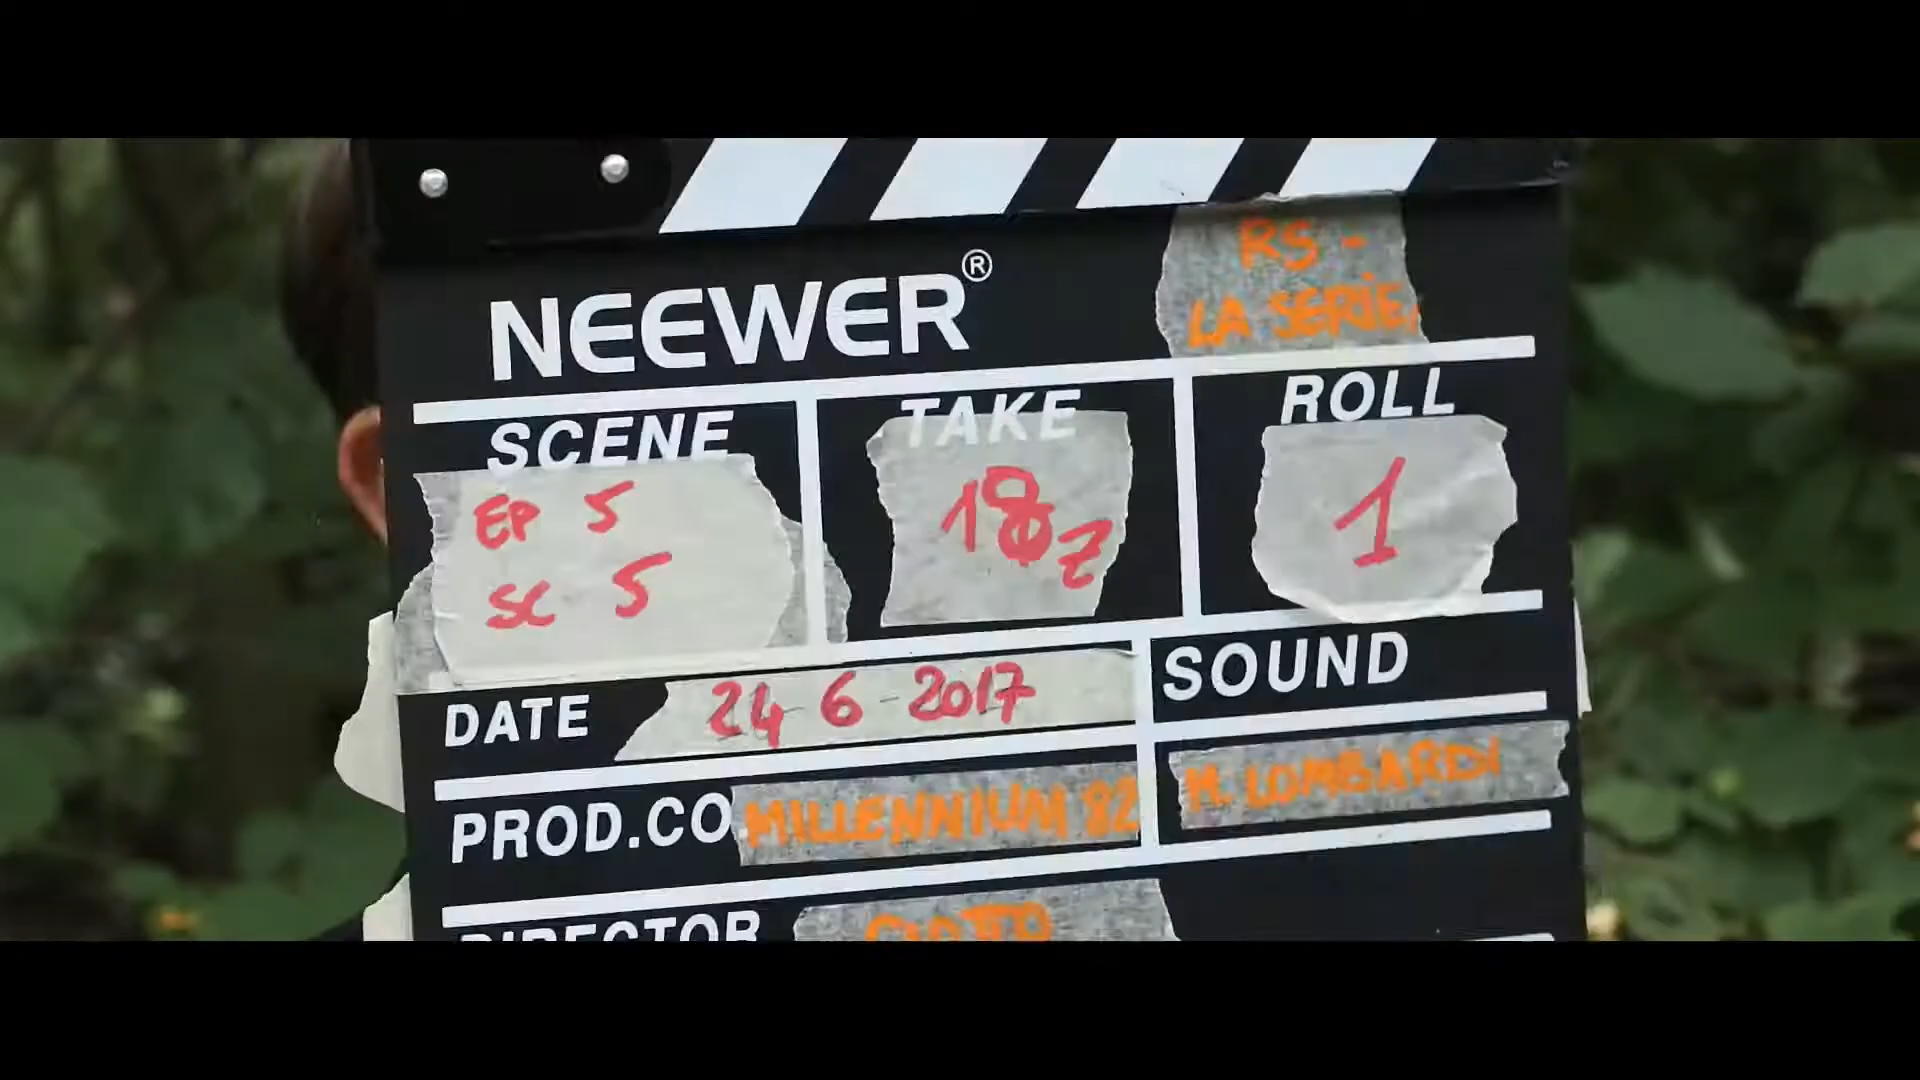 NEEWER®
RS -
LA SERIE
SCENE
EP 5
SC 5
TAKE
18 Z
ROLL
1
DATE
24 6-2017
SOUND
M. LOMBARDI
PROD.CO
MILLENNIUM 82
DIRECTOR